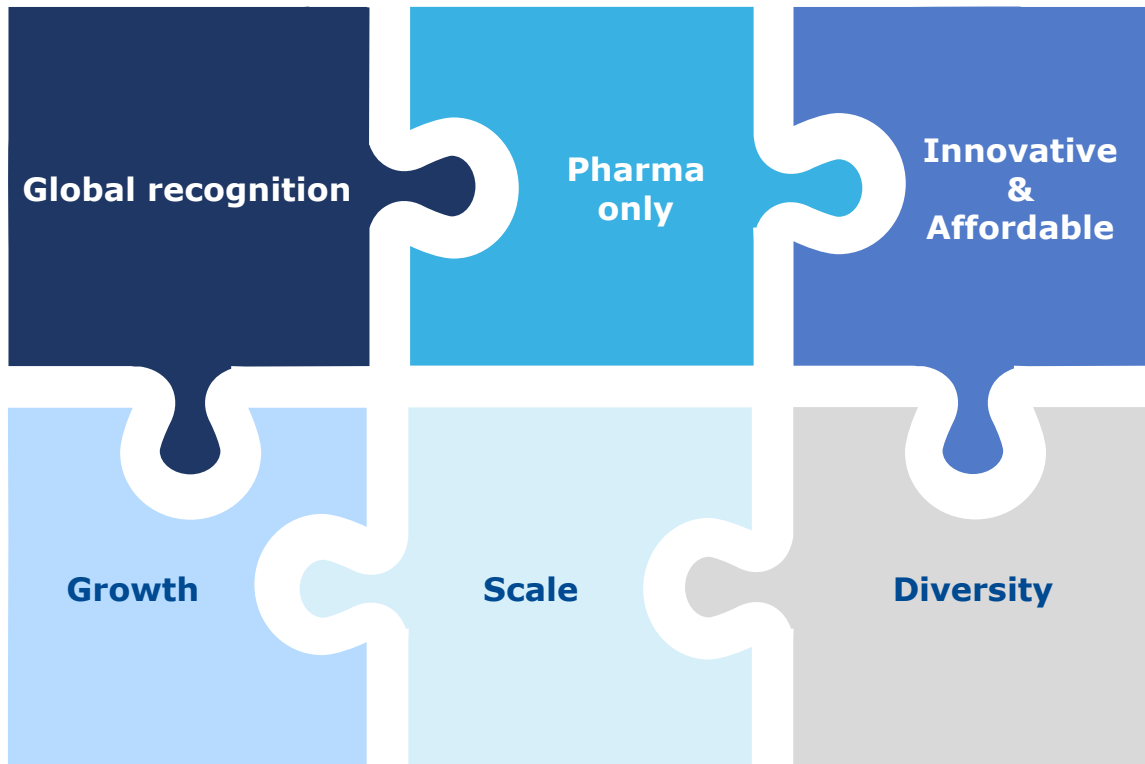 Global recognition
Pharma
only
Innovative
&
Affordable
Growth
Scale
Diversity